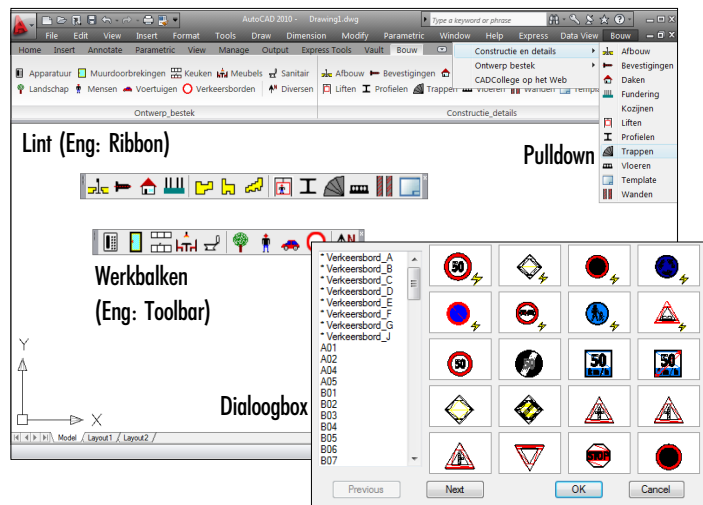 AutoCAD 2010 - Drawing1.dwg
Type a keyword or phrase
File Edit View Insert Format Tools Draw Dimension Modify Parametric Window Help Express Data View Bouw
Home Insert Annotate Parametric View Manage Output Express Tools Vault Bouw
Constructie en details
Ontwerp bestek
CADCollege op het Web
Afbouw
Bevestigingen
Daken
Fundering
Kozijnen
Liften
Profielen
Trappen
Vloeren
Template
Wanden
Apparatuur Muurdoorbrekingen Keuken Meubels Sanitair Afbouw Bevestigingen
Landschap Mensen Voertuigen Verkeersborden Diversen Liften Profielen Trappen Vloeren Wanden Templa
Ontwerp_bestek
Constructie_details
Lint (Eng: Ribbon)
Pulldown
Werkbalken
(Eng: Toolbar)
Dialoogbox
Y
X
Model Layout1 Layout2
* Verkeersbord_A
* Verkeersbord_B
* Verkeersbord_C
* Verkeersbord_D
* Verkeersbord_E
* Verkeersbord_F
* Verkeersbord_G
* Verkeersbord_J
A01
A02
A04
A05
B01
B02
B03
B04
B05
B06
B07
50
50
50
km/h
50
km/h
STOP
Previous Next OK Cancel